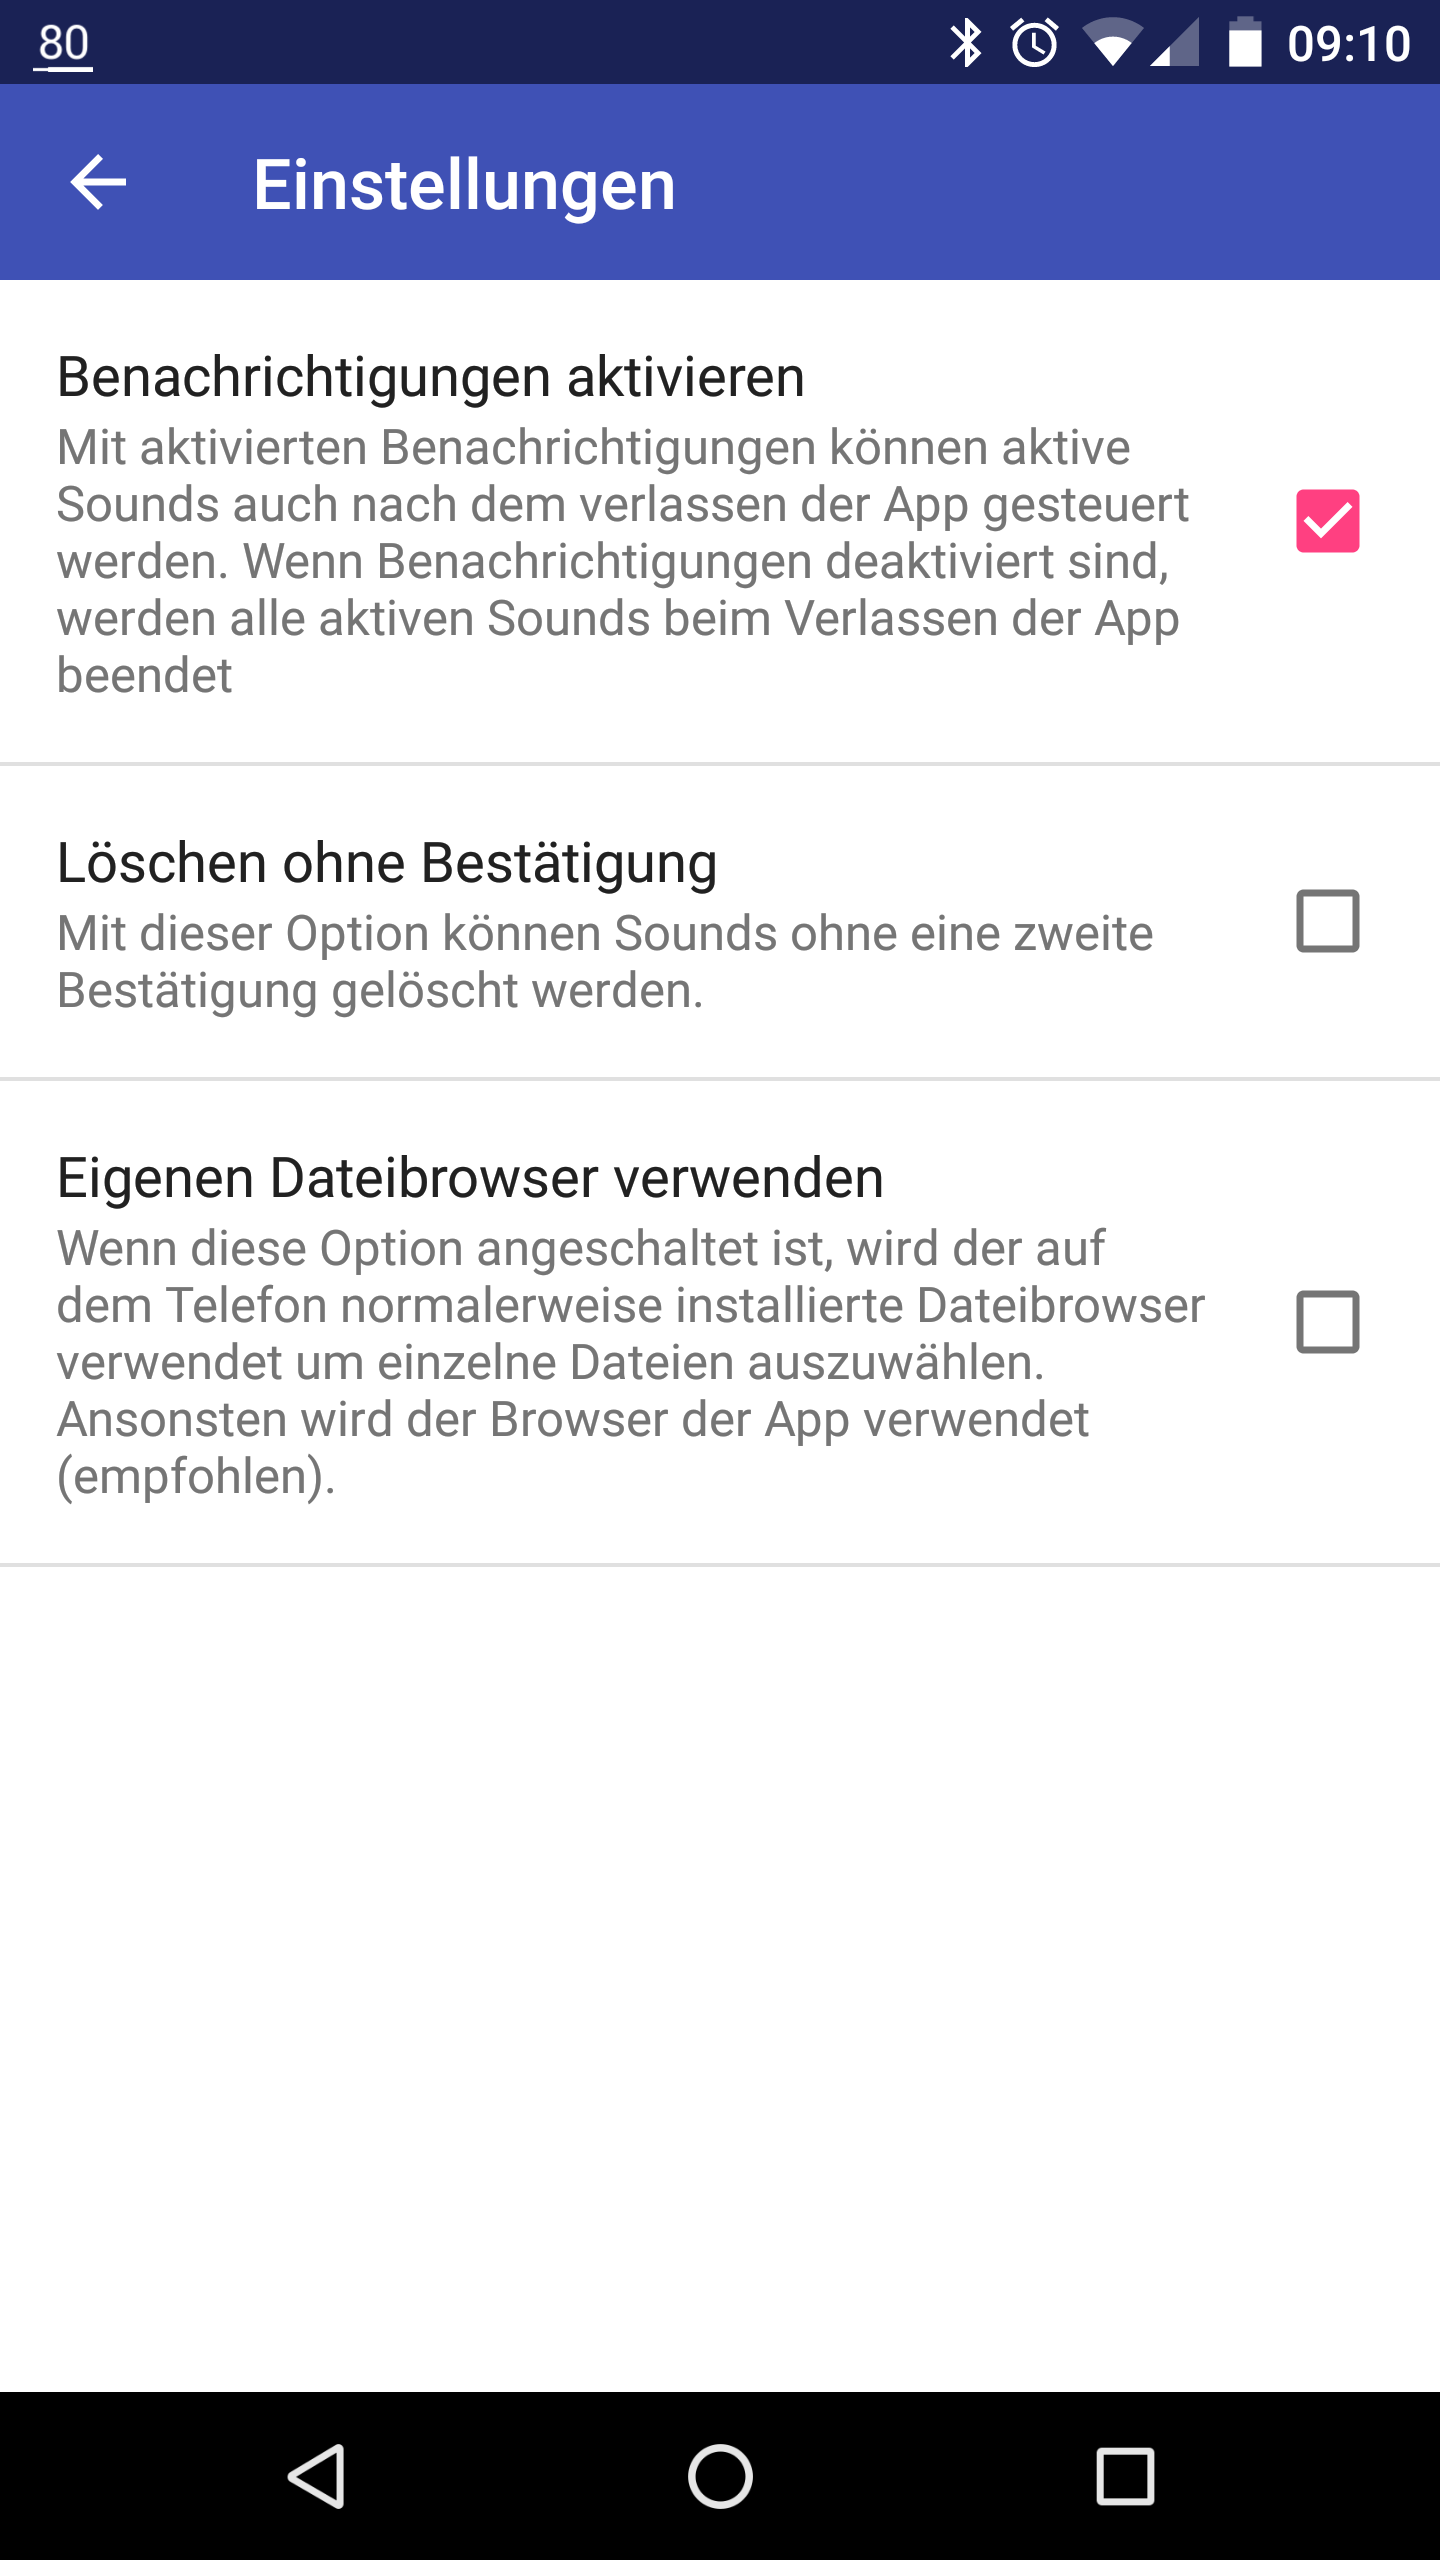 80
09:10
Einstellungen
Benachrichtigungen aktivieren
Mit aktivierten Benachrichtigungen können aktive
Sounds auch nach dem verlassen der App gesteuert
werden. Wenn Benachrichtigungen deaktiviert sind,
werden alle aktiven Sounds beim Verlassen der App
beendet
Löschen ohne Bestätigung
Mit dieser Option können Sounds ohne eine zweite
Bestätigung gelöscht werden.
Eigenen Dateibrowser verwenden
Wenn diese Option angeschaltet ist, wird der auf
dem Telefon normalerweise installierte Dateibrowser
verwendet um einzelne Dateien auszuwählen.
Ansonsten wird der Browser der App verwendet
(empfohlen).